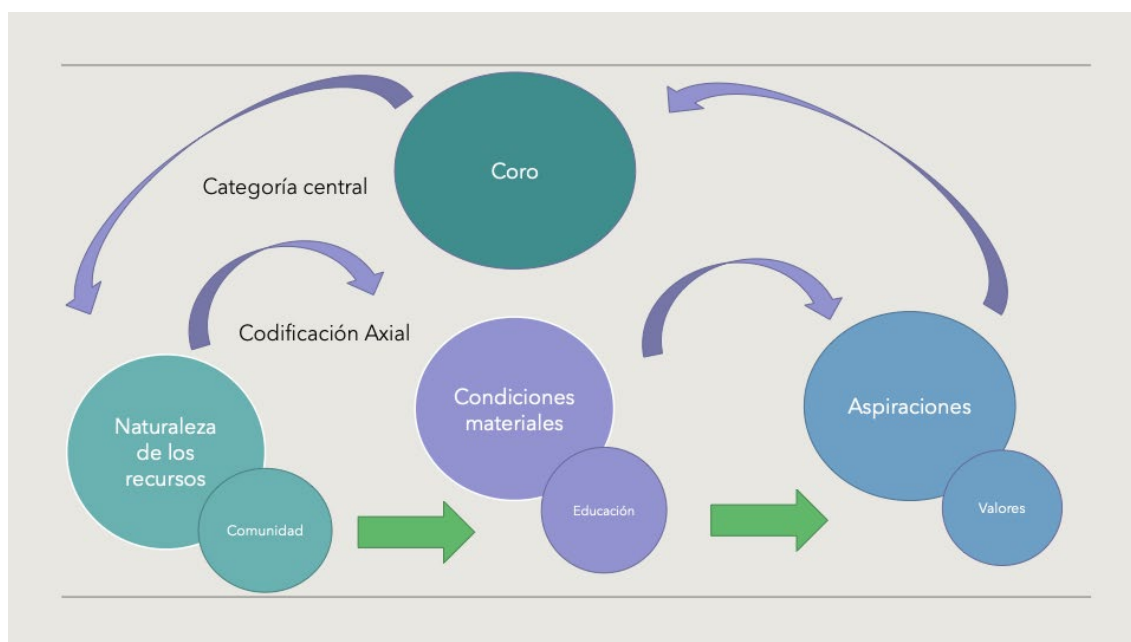 Coro
Categoría central
Codificación Axial
Naturaleza
de los
recursos
Comunidad
Condiciones
materiales
Educación
Aspiraciones
Valores